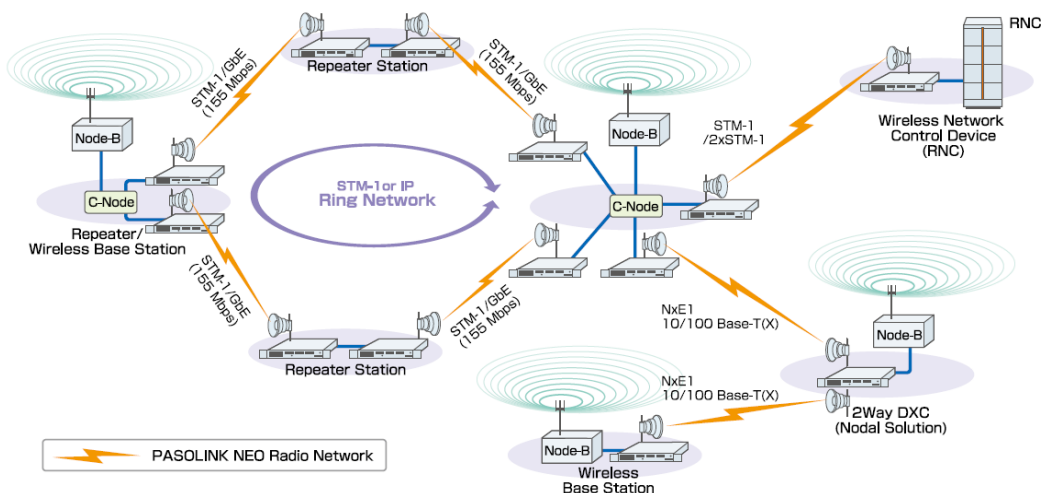 RNC
Repeater Station
STM-1/GbE
(155 Mbps)
STM-1/GbE
(155 Mbps)
Node-B
Node-B
STM-1
/2xSTM-1
Wireless Network
Control Device
(RNC)
STM-1or IP
Ring Network
C-Node
C-Node
Repeater/
Wireless Base Station
STM-1/GbE
(155 Mbps)
STM-1/GbE
(155 Mbps)
NxE1
10/100 Base-T(X)
Node-B
Repeater Station
NxE1
10/100 Base-T(X)
2Way DXC
(Nodal Solution)
Node-B
Wireless
Base Station
PASOLINK NEO Radio Network